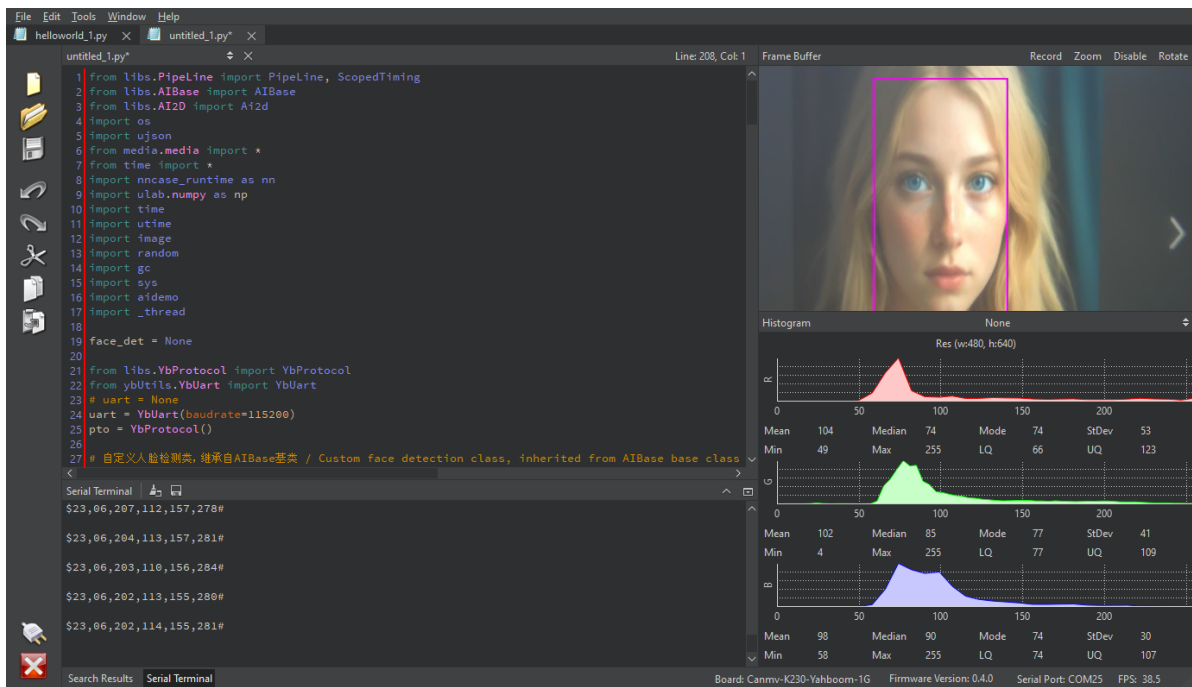 File Edit Tools Window Help
helloworld_1.py untitled_1.py*
untitled_1.py* Line: 208, Col: 1
1 from libs.PipeLine import PipeLine, ScopedTiming
2 from libs.AIBase import AIBase
3 from libs.AI2D import Ai2d
4 import os
5 import ujson
6 from media.media import *
7 from time import *
8 import nncase_runtime as nn
9 import ulab.numpy as np
10 import time
11 import utime
12 import image
13 import random
14 import gc
15 import sys
16 import aidemo
17 import _thread
18
19 face_det = None
20
21 from libs.YbProtocol import YbProtocol
22 from ybUtils.YbUart import YbUart
23 # uart = None
24 uart = YbUart(baudrate=115200)
25 pto = YbProtocol()
26
27 # 自定义人脸检测类，继承自AIBase基类 / Custom face detection class, inherited from AIBase base class
Serial Terminal
$23,06,207,112,157,278#
$23,06,204,113,157,281#
$23,06,203,110,156,284#
$23,06,202,113,155,280#
$23,06,202,114,155,281#
Search Results Serial Terminal
Frame Buffer Record Zoom Disable Rotate
Histogram None
Res (w:480, h:640)
R
0 50 100 150 200
Mean 104 Median 74 Mode 74 StDev 53
Min 49 Max 255 LQ 66 UQ 123
G
0 50 100 150 200
Mean 102 Median 85 Mode 77 StDev 41
Min 4 Max 255 LQ 77 UQ 109
B
0 50 100 150 200
Mean 98 Median 90 Mode 74 StDev 30
Min 58 Max 255 LQ 74 UQ 107
Board: Canmv-K230-Yahboom-1G Firmware Version: 0.4.0 Serial Port: COM25 FPS: 38.5